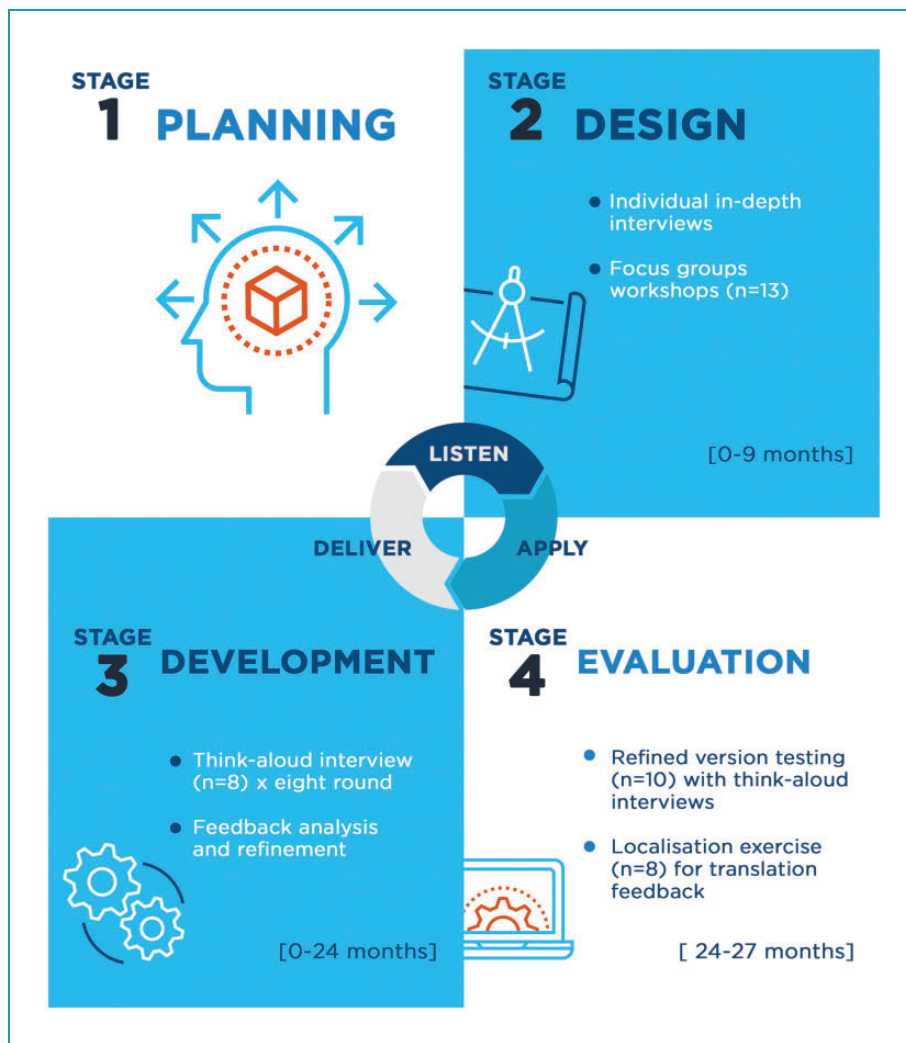 STAGE
1 PLANNING
STAGE
2 DESIGN
• Individual in-depth
interviews
• Focus groups
workshops (n=13)
[0-9 months]
LISTEN
DELIVER
APPLY
STAGE
3 DEVELOPMENT
• Think-aloud interview
(n=8) x eight round
• Feedback analysis
and refinement
[0-24 months]
STAGE
4 EVALUATION
• Refined version testing
(n=10) with think-aloud
interviews
• Localisation exercise
(n=8) for translation
feedback
[ 24-27 months]